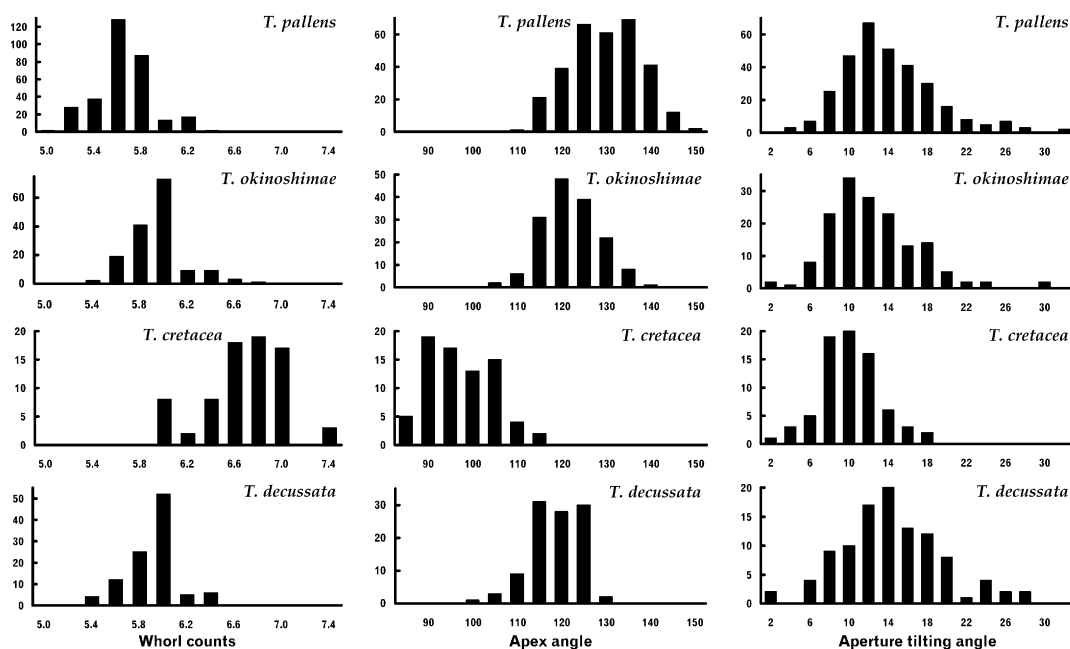 T. pallens
120
100
80
60
40
20
0
5.0 5.4 5.8 6.2 6.6 7.0 7.4
T. pallens
60
40
20
0
90 100 110 120 130 140 150
T. pallens
60
40
20
0
2 6 10 14 18 22 26 30
T. okinoshimae
60
40
20
0
5.0 5.4 5.8 6.2 6.6 7.0 7.4
T. okinoshimae
50
40
30
20
10
0
90 100 110 120 130 140 150
T. okinoshimae
30
20
10
0
2 6 10 14 18 22 26 30
T. cretacea
20
15
10
5
0
5.0 5.4 5.8 6.2 6.6 7.0 7.4
T. cretacea
20
15
10
5
0
90 100 110 120 130 140 150
T. cretacea
20
15
10
5
0
2 6 10 14 18 22 26 30
T. decussata
50
40
30
20
10
0
5.0 5.4 5.8 6.2 6.6 7.0 7.4
Whorl counts
T. decussata
30
20
10
0
90 100 110 120 130 140 150
Apex angle
T. decussata
20
15
10
5
0
2 6 10 14 18 22 26 30
Aperture tilting angle